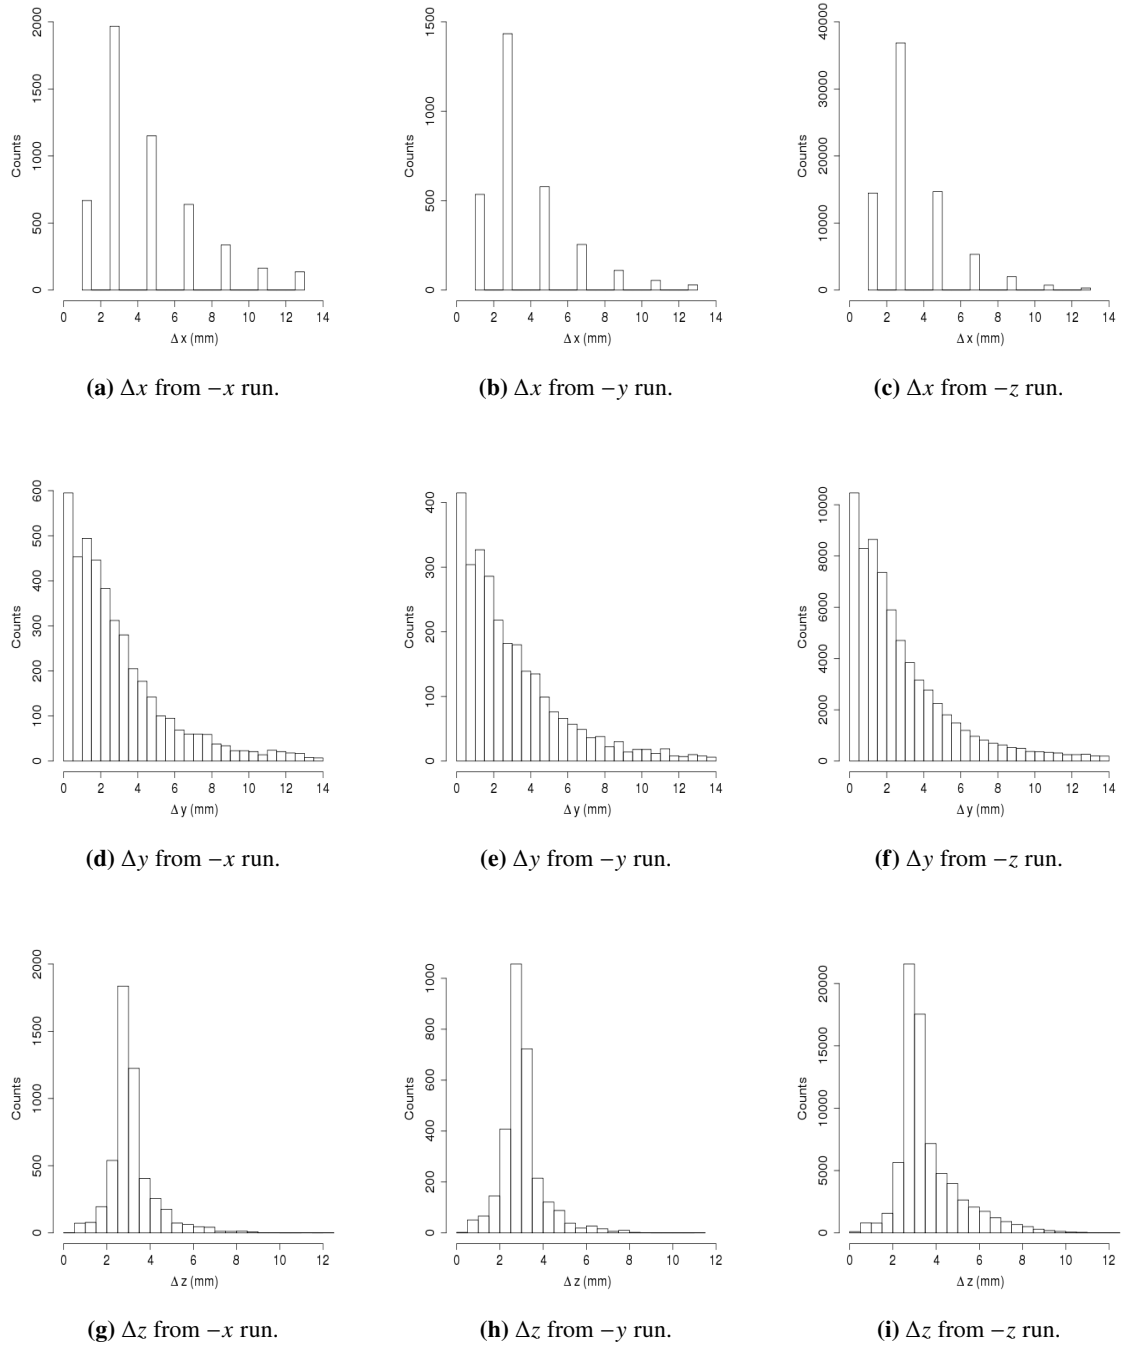 2000
1500
1000
500
0
Counts
0 2 4 6 8 10 12 14
Δ x (mm)
(a) Δx from −x run.
1500
1000
500
0
Counts
0 2 4 6 8 10 12 14
Δ x (mm)
(b) Δx from −y run.
40000
30000
20000
10000
0
Counts
0 2 4 6 8 10 12 14
Δ x (mm)
(c) Δx from −z run.
600
500
400
300
200
100
0
Counts
0 2 4 6 8 10 12 14
Δ y (mm)
(d) Δy from −x run.
400
300
200
100
0
Counts
0 2 4 6 8 10 12 14
Δ y (mm)
(e) Δy from −y run.
10000
8000
6000
4000
2000
0
Counts
0 2 4 6 8 10 12 14
Δ y (mm)
(f) Δy from −z run.
2000
1500
1000
500
0
Counts
0 2 4 6 8 10 12
Δ z (mm)
(g) Δz from −x run.
1000
800
600
400
200
0
Counts
0 2 4 6 8 10 12
Δ z (mm)
(h) Δz from −y run.
20000
15000
10000
5000
0
Counts
0 2 4 6 8 10 12
Δ z (mm)
(i) Δz from −z run.